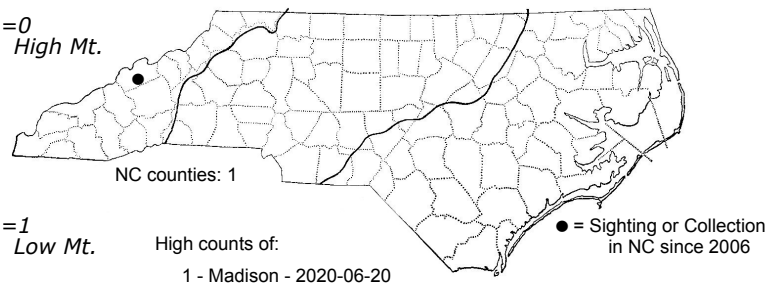 =0
High Mt.
NC counties: 1
=1
Low Mt.
High counts of:
1 - Madison - 2020-06-20
● = Sighting or Collection
in NC since 2006